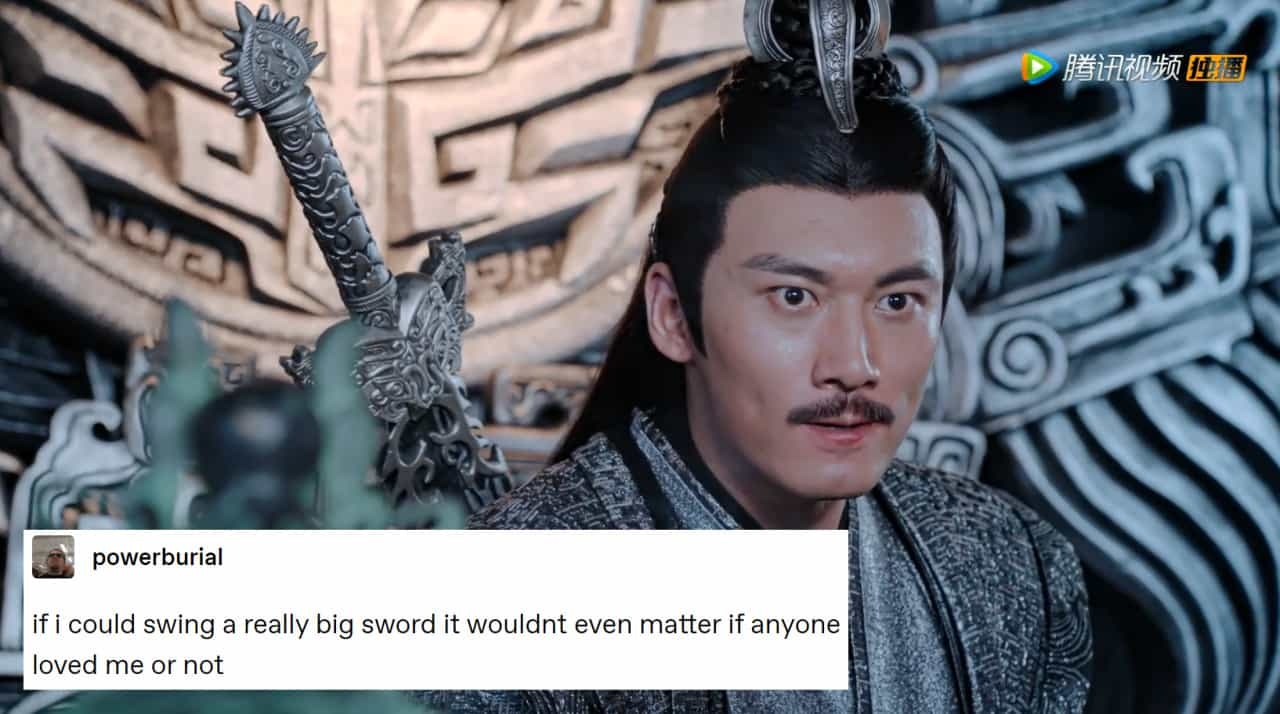 腾讯视频 独播
powerburial
if i could swing a really big sword it wouldnt even matter if anyone
loved me or not